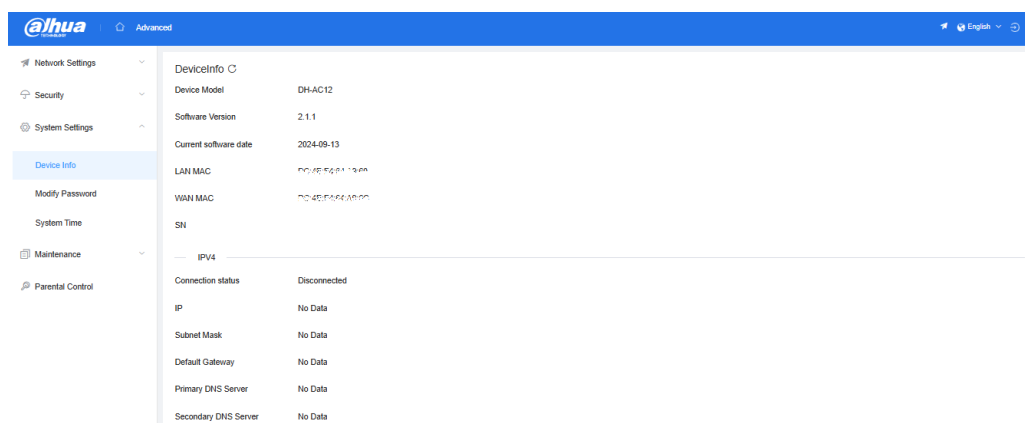 alhua
TECHNOLOGY
Advanced
English
Network Settings
Security
System Settings
Device Info
Modify Password
System Time
Maintenance
Parental Control
DeviceInfo
Device Model DH-AC12
Software Version 2.1.1
Current software date 2024-09-13
LAN MAC
WAN MAC
SN
IPV4
Connection status Disconnected
IP No Data
Subnet Mask No Data
Default Gateway No Data
Primary DNS Server No Data
Secondary DNS Server No Data